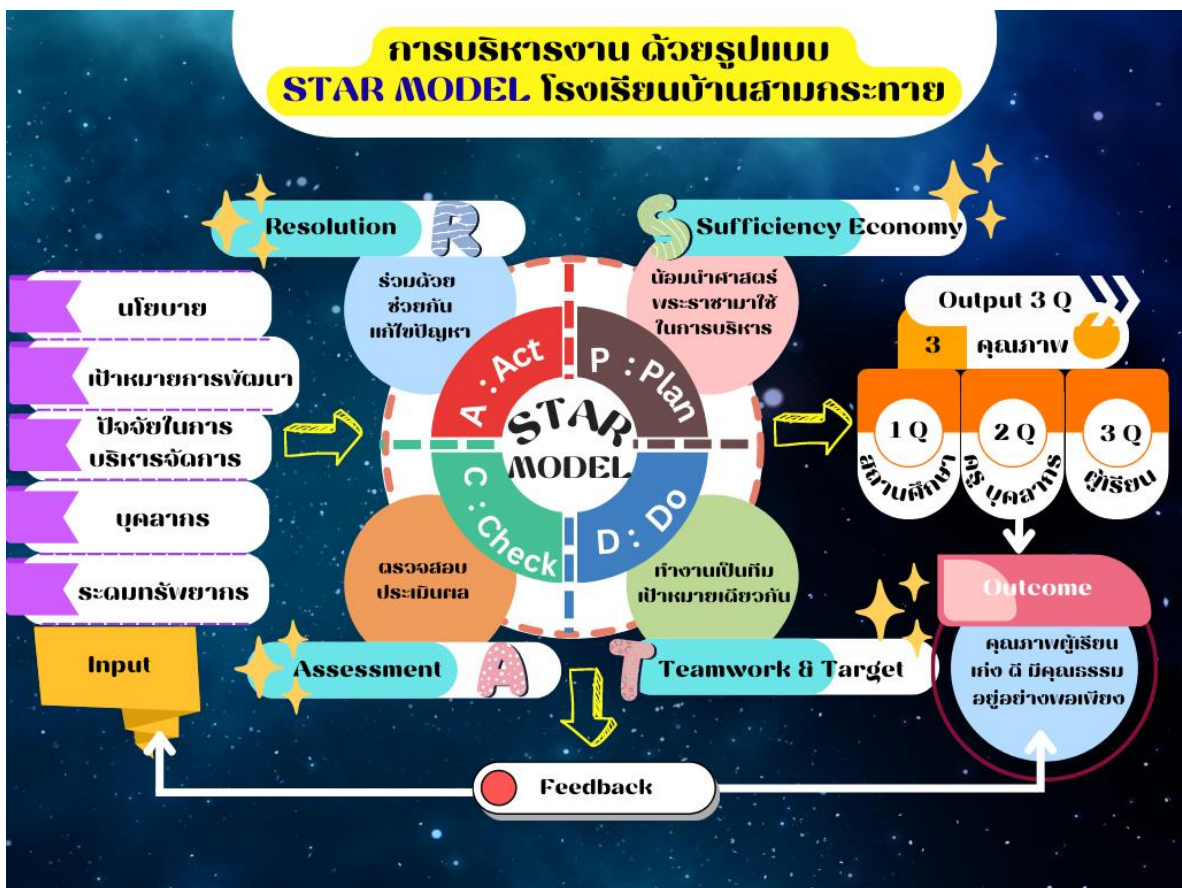 การบริหารงาน ด้วยรูปแบบ
STAR MODEL โรงเรียนบ้านสามกระทาย
Resolution R
S Sufficiency Economy
ร่วมด้วย
ช่วยกัน
แก้ไขปัญหา
น้อมนำศาสตร์
พระราชามาใช้
ในการบริหาร
นโยบาย
เป้าหมายการพัฒนา
ปัจจัยในการ
บริหารจัดการ
บุคลากร
ระดมทรัพยากร
Input
A : Act
P : Plan
STAR
MODEL
C : Check
D : Do
ตรวจสอบ
ประเมินผล
ทำงานเป็นทีม
เป้าหมายเดียวกัน
Assessment A
T Teamwork & Target
Output 3 Q
3 คุณภาพ
1 Q
สถานศึกษา
2 Q
ครู บุคลากร
3 Q
ผู้เรียน
Outcome
คุณภาพผู้เรียน
เก่ง ดี มีคุณธรรม
อยู่อย่างพอเพียง
Feedback